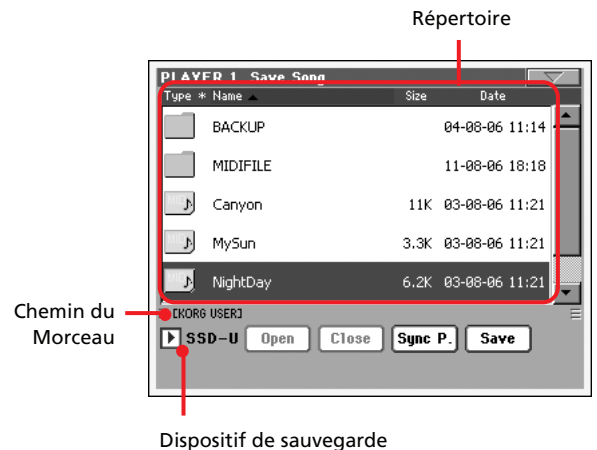 Répertoire
PLAYER 1 Save Song
Type * Name Size Date
BACKUP 04-08-06 11:14
MIDIFILE 11-08-06 18:18
Canyon 11K 03-08-06 11:21
MySun 3.3K 03-08-06 11:21
NightDay 6.2K 03-08-06 11:21
Chemin du
Morceau
[KORG USER]
SSD-U Open Close Sync P. Save
Dispositif de sauvegarde